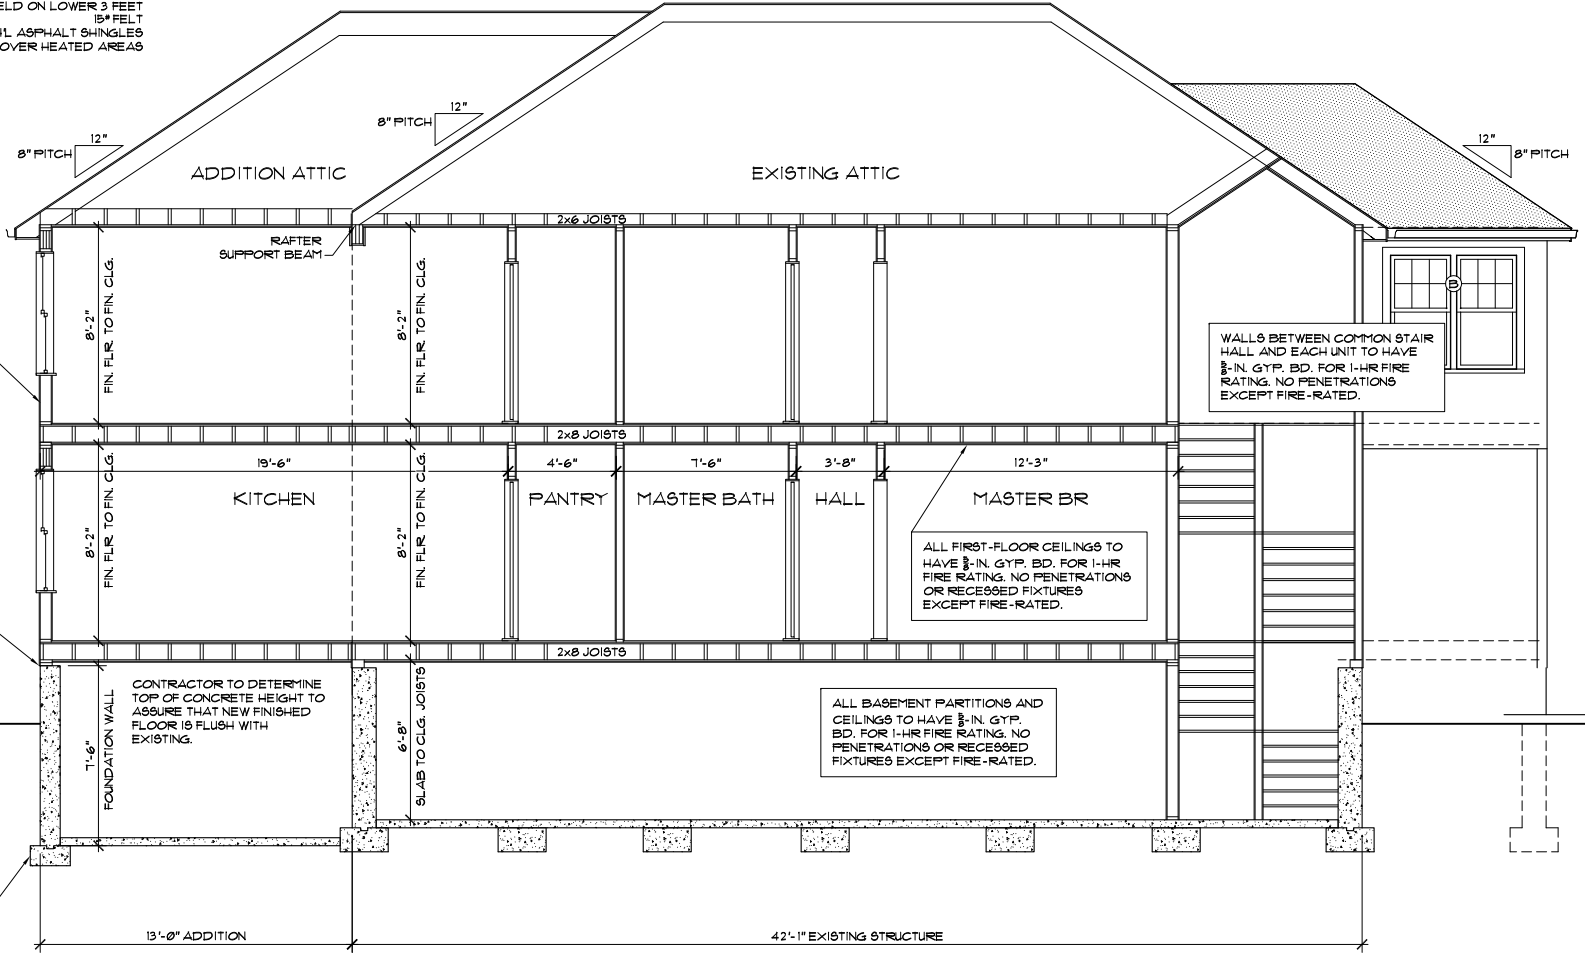 ELD ON LOWER 3 FEET
15# FELT
ASPHALT SHINGLES
OVER HEATED AREAS
12"
8" PITCH
12"
8" PITCH
12"
8" PITCH
ADDITION ATTIC
EXISTING ATTIC
2x6 JOISTS
RAFTER
SUPPORT BEAM
8'-2"
FIN. FLR. TO FIN. CLG.
8'-2"
FIN. FLR. TO FIN. CLG.
B
WALLS BETWEEN COMMON STAIR
HALL AND EACH UNIT TO HAVE
5/8-IN. GYP. BD. FOR 1-HR FIRE
RATING. NO PENETRATIONS
EXCEPT FIRE-RATED.
2x8 JOISTS
19'-6"
4'-6"
7'-6"
3'-8"
12'-3"
KITCHEN
PANTRY
MASTER BATH
HALL
MASTER BR
8'-2"
FIN. FLR. TO FIN. CLG.
8'-2"
FIN. FLR. TO FIN. CLG.
ALL FIRST-FLOOR CEILINGS TO
HAVE 5/8-IN. GYP. BD. FOR 1-HR
FIRE RATING. NO PENETRATIONS
OR RECESSED FIXTURES
EXCEPT FIRE-RATED.
2x8 JOISTS
7'-6"
FOUNDATION WALL
CONTRACTOR TO DETERMINE
TOP OF CONCRETE HEIGHT TO
ASSURE THAT NEW FINISHED
FLOOR IS FLUSH WITH
EXISTING.
6'-8"
SLAB TO CLG. JOISTS
ALL BASEMENT PARTITIONS AND
CEILINGS TO HAVE 5/8-IN. GYP.
BD. FOR 1-HR FIRE RATING. NO
PENETRATIONS OR RECESSED
FIXTURES EXCEPT FIRE-RATED.
13'-0" ADDITION
42'-1" EXISTING STRUCTURE